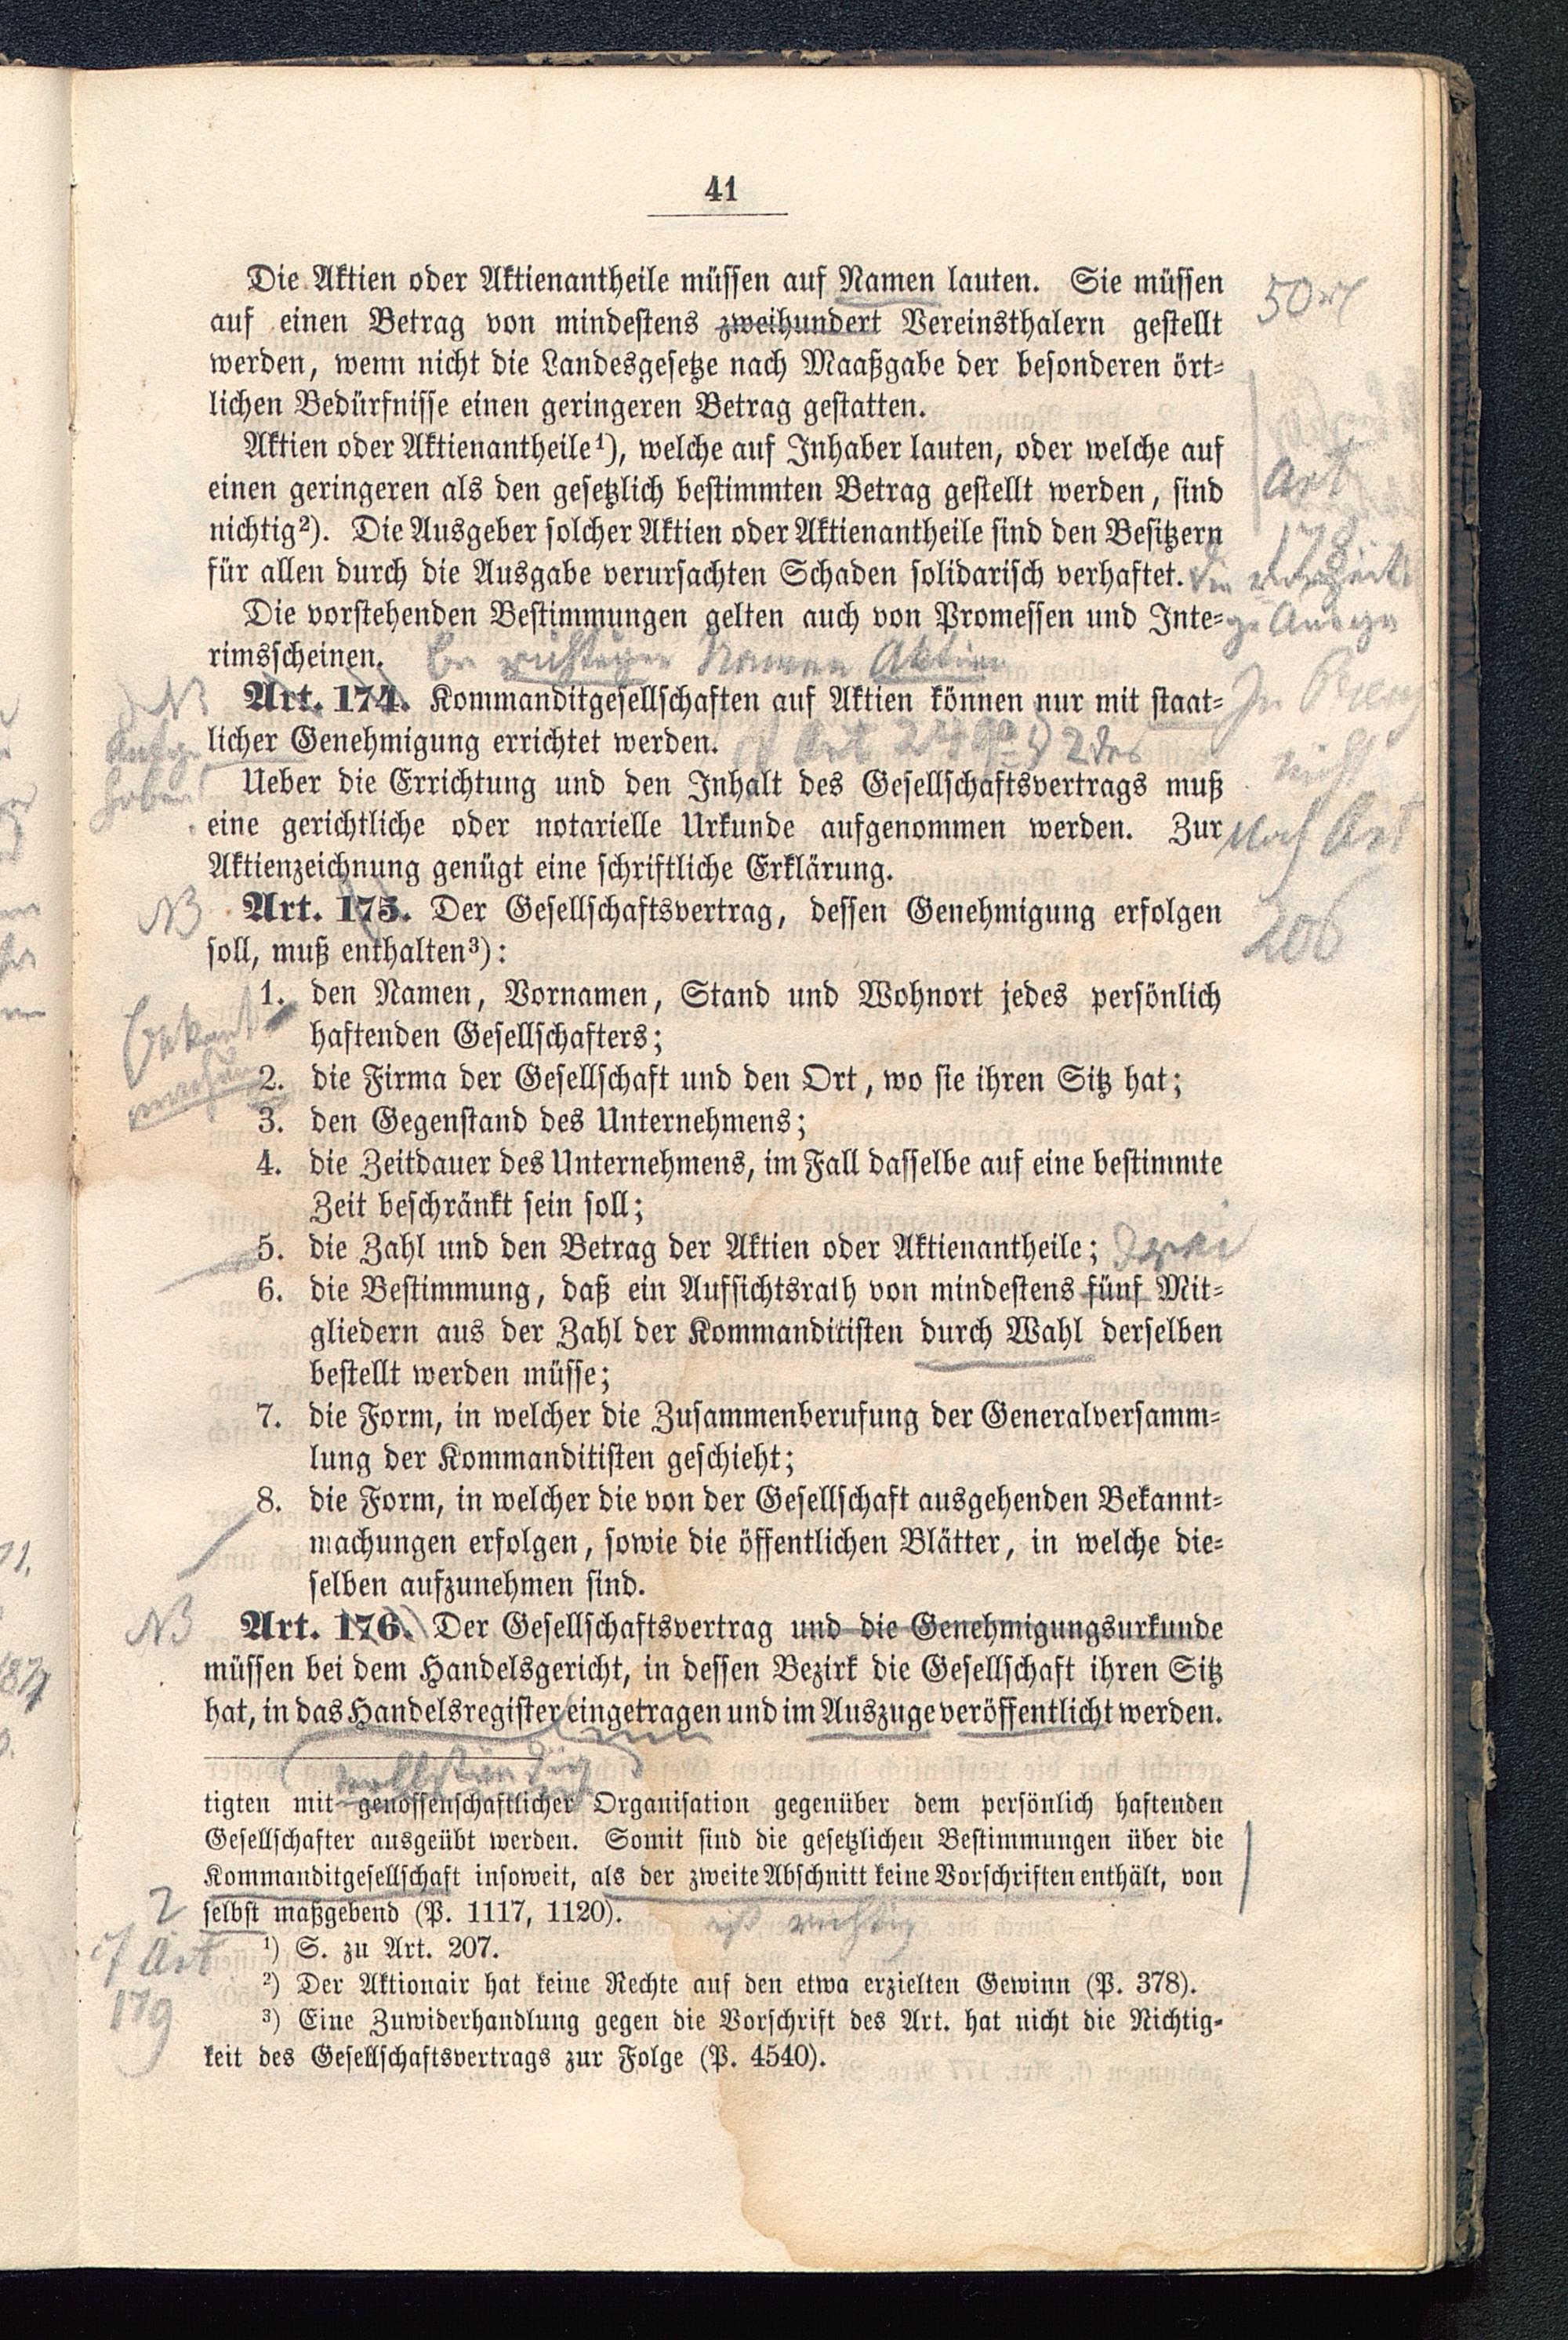 41
Die Aktien oder Aktienantheile müssen auf Namen lauten. Sie müssen
auf einen Betrag von mindestens zweihundert Vereinsthalern gestellt
werden, wenn nicht die Landesgesetze nach Maaßgabe der besonderen ört-
lichen Bedürfnisse einen geringeren Betrag gestatten.
Aktien oder Aktienantheile¹), welche auf Inhaber lauten, oder welche auf
einen geringeren als den gesetzlich bestimmten Betrag gestellt werden, sind
nichtig²). Die Ausgeber solcher Aktien oder Aktienantheile sind den Besitzern
für allen durch die Ausgabe verursachten Schaden solidarisch verhaftet.
Die vorstehenden Bestimmungen gelten auch von Promessen und Inte-
rimsscheinen.
Art. 174. Kommanditgesellschaften auf Aktien können nur mit staat-
licher Genehmigung errichtet werden.
Ueber die Errichtung und den Inhalt des Gesellschaftsvertrags muß
eine gerichtliche oder notarielle Urkunde aufgenommen werden. Zur
Aktienzeichnung genügt eine schriftliche Erklärung.
Art. 175. Der Gesellschaftsvertrag, dessen Genehmigung erfolgen
soll, muß enthalten³):
1. den Namen, Vornamen, Stand und Wohnort jedes persönlich
haftenden Gesellschafters;
2. die Firma der Gesellschaft und den Ort, wo sie ihren Sitz hat;
3. den Gegenstand des Unternehmens;
4. die Zeitdauer des Unternehmens, im Fall dasselbe auf eine bestimmte
Zeit beschränkt sein soll;
5. die Zahl und den Betrag der Aktien oder Aktienantheile;
6. die Bestimmung, daß ein Aufsichtsrath von mindestens fünf Mit-
gliedern aus der Zahl der Kommanditisten durch Wahl derselben
bestellt werden müsse;
7. die Form, in welcher die Zusammenberufung der Generalversamm-
lung der Kommanditisten geschieht;
8. die Form, in welcher die von der Gesellschaft ausgehenden Bekannt-
machungen erfolgen, sowie die öffentlichen Blätter, in welche die-
selben aufzunehmen sind.
Art. 176. Der Gesellschaftsvertrag und die Genehmigungsurkunde
müssen bei dem Handelsgericht, in dessen Bezirk die Gesellschaft ihren Sitz
hat, in das Handelsregister eingetragen und im Auszuge veröffentlicht werden.
tigten mit genossenschaftlicher Organisation gegenüber dem persönlich haftenden
Gesellschafter ausgeübt werden. Somit sind die gesetzlichen Bestimmungen über die
Kommanditgesellschaft insoweit, als der zweite Abschnitt keine Vorschriften enthält, von
selbst maßgebend (P. 1117, 1120).
¹) S. zu Art. 207.
²) Der Aktionair hat keine Rechte auf den etwa erzielten Gewinn (P. 378).
³) Eine Zuwiderhandlung gegen die Vorschrift des Art. hat nicht die Nichtig-
keit des Gesellschaftsvertrags zur Folge (P. 4540).
50
Art
178
nicht
nach Art
206
NB
NB
drei
NB
vollständig
ist richtig
cf Art
179